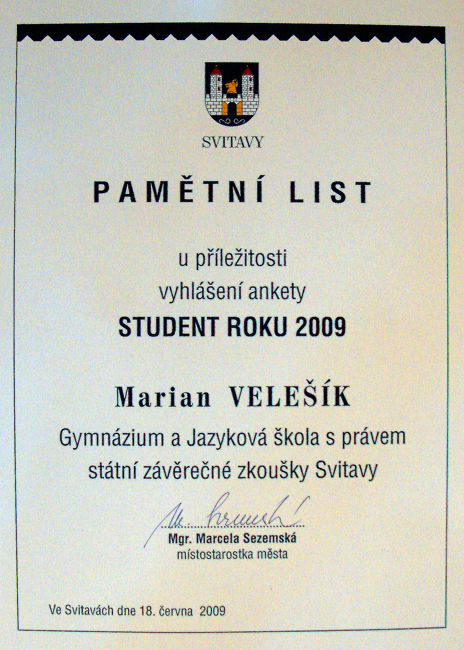 SVITAVY
PAMĚTNÍ LIST
u příležitosti
vyhlášení ankety
STUDENT ROKU 2009
Marian VELEŠÍK
Gymnázium a Jazyková škola s právem
státní závěrečné zkoušky Svitavy
Mgr. Marcela Sezemská
místostarostka města
Ve Svitavách dne 18. června 2009